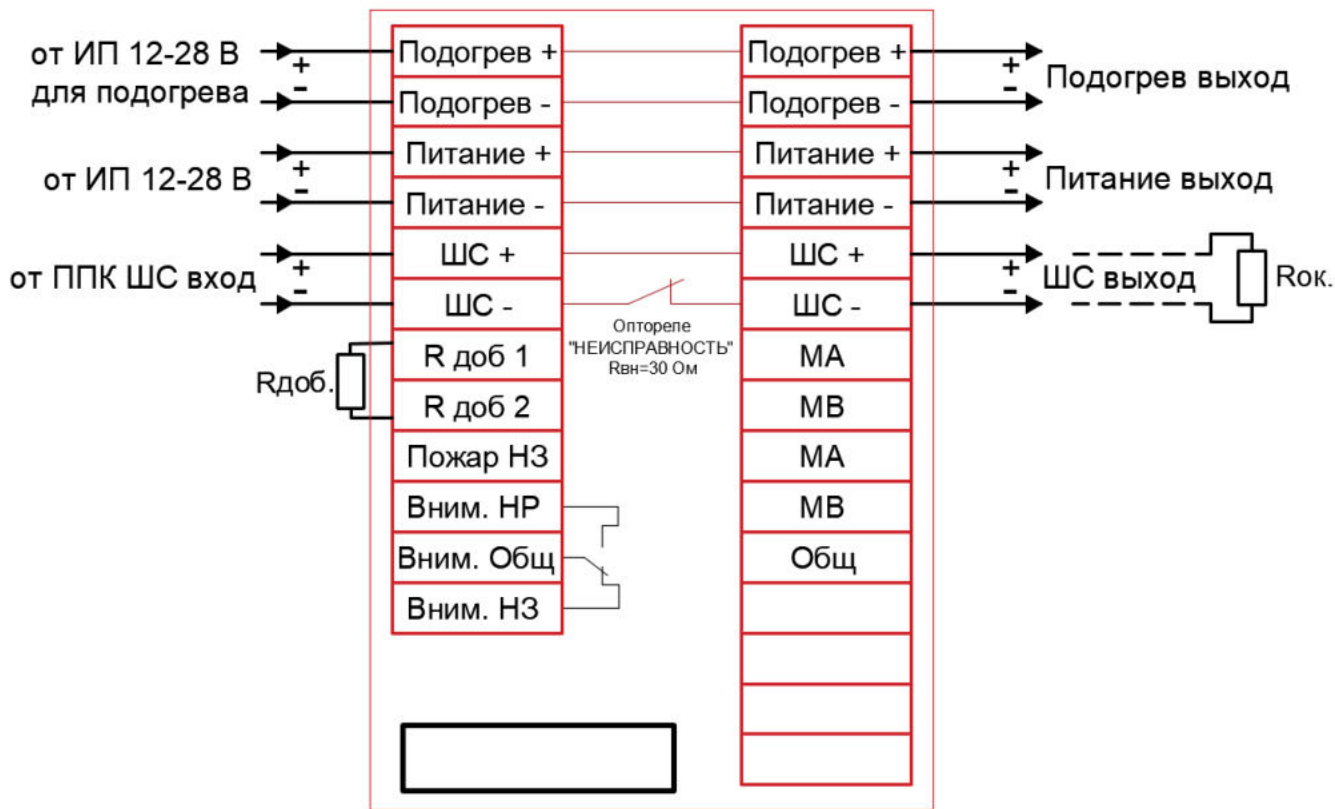 от ИП 12-28 В
для подогрева
+
-
от ИП 12-28 В
+
-
от ППК ШС вход
+
-
Rдоб.
Подогрев +
Подогрев -
Питание +
Питание -
ШС +
ШС -
R доб 1
R доб 2
Пожар НЗ
Вним. НР
Вним. Общ
Вним. НЗ
Оптореле
"НЕИСПРАВНОСТЬ"
Rвн=30 Ом
Подогрев +
Подогрев -
Питание +
Питание -
ШС +
ШС -
МА
МВ
МА
МВ
Общ
+
-
Подогрев выход
+
-
Питание выход
+
-
ШС выход
Rок.